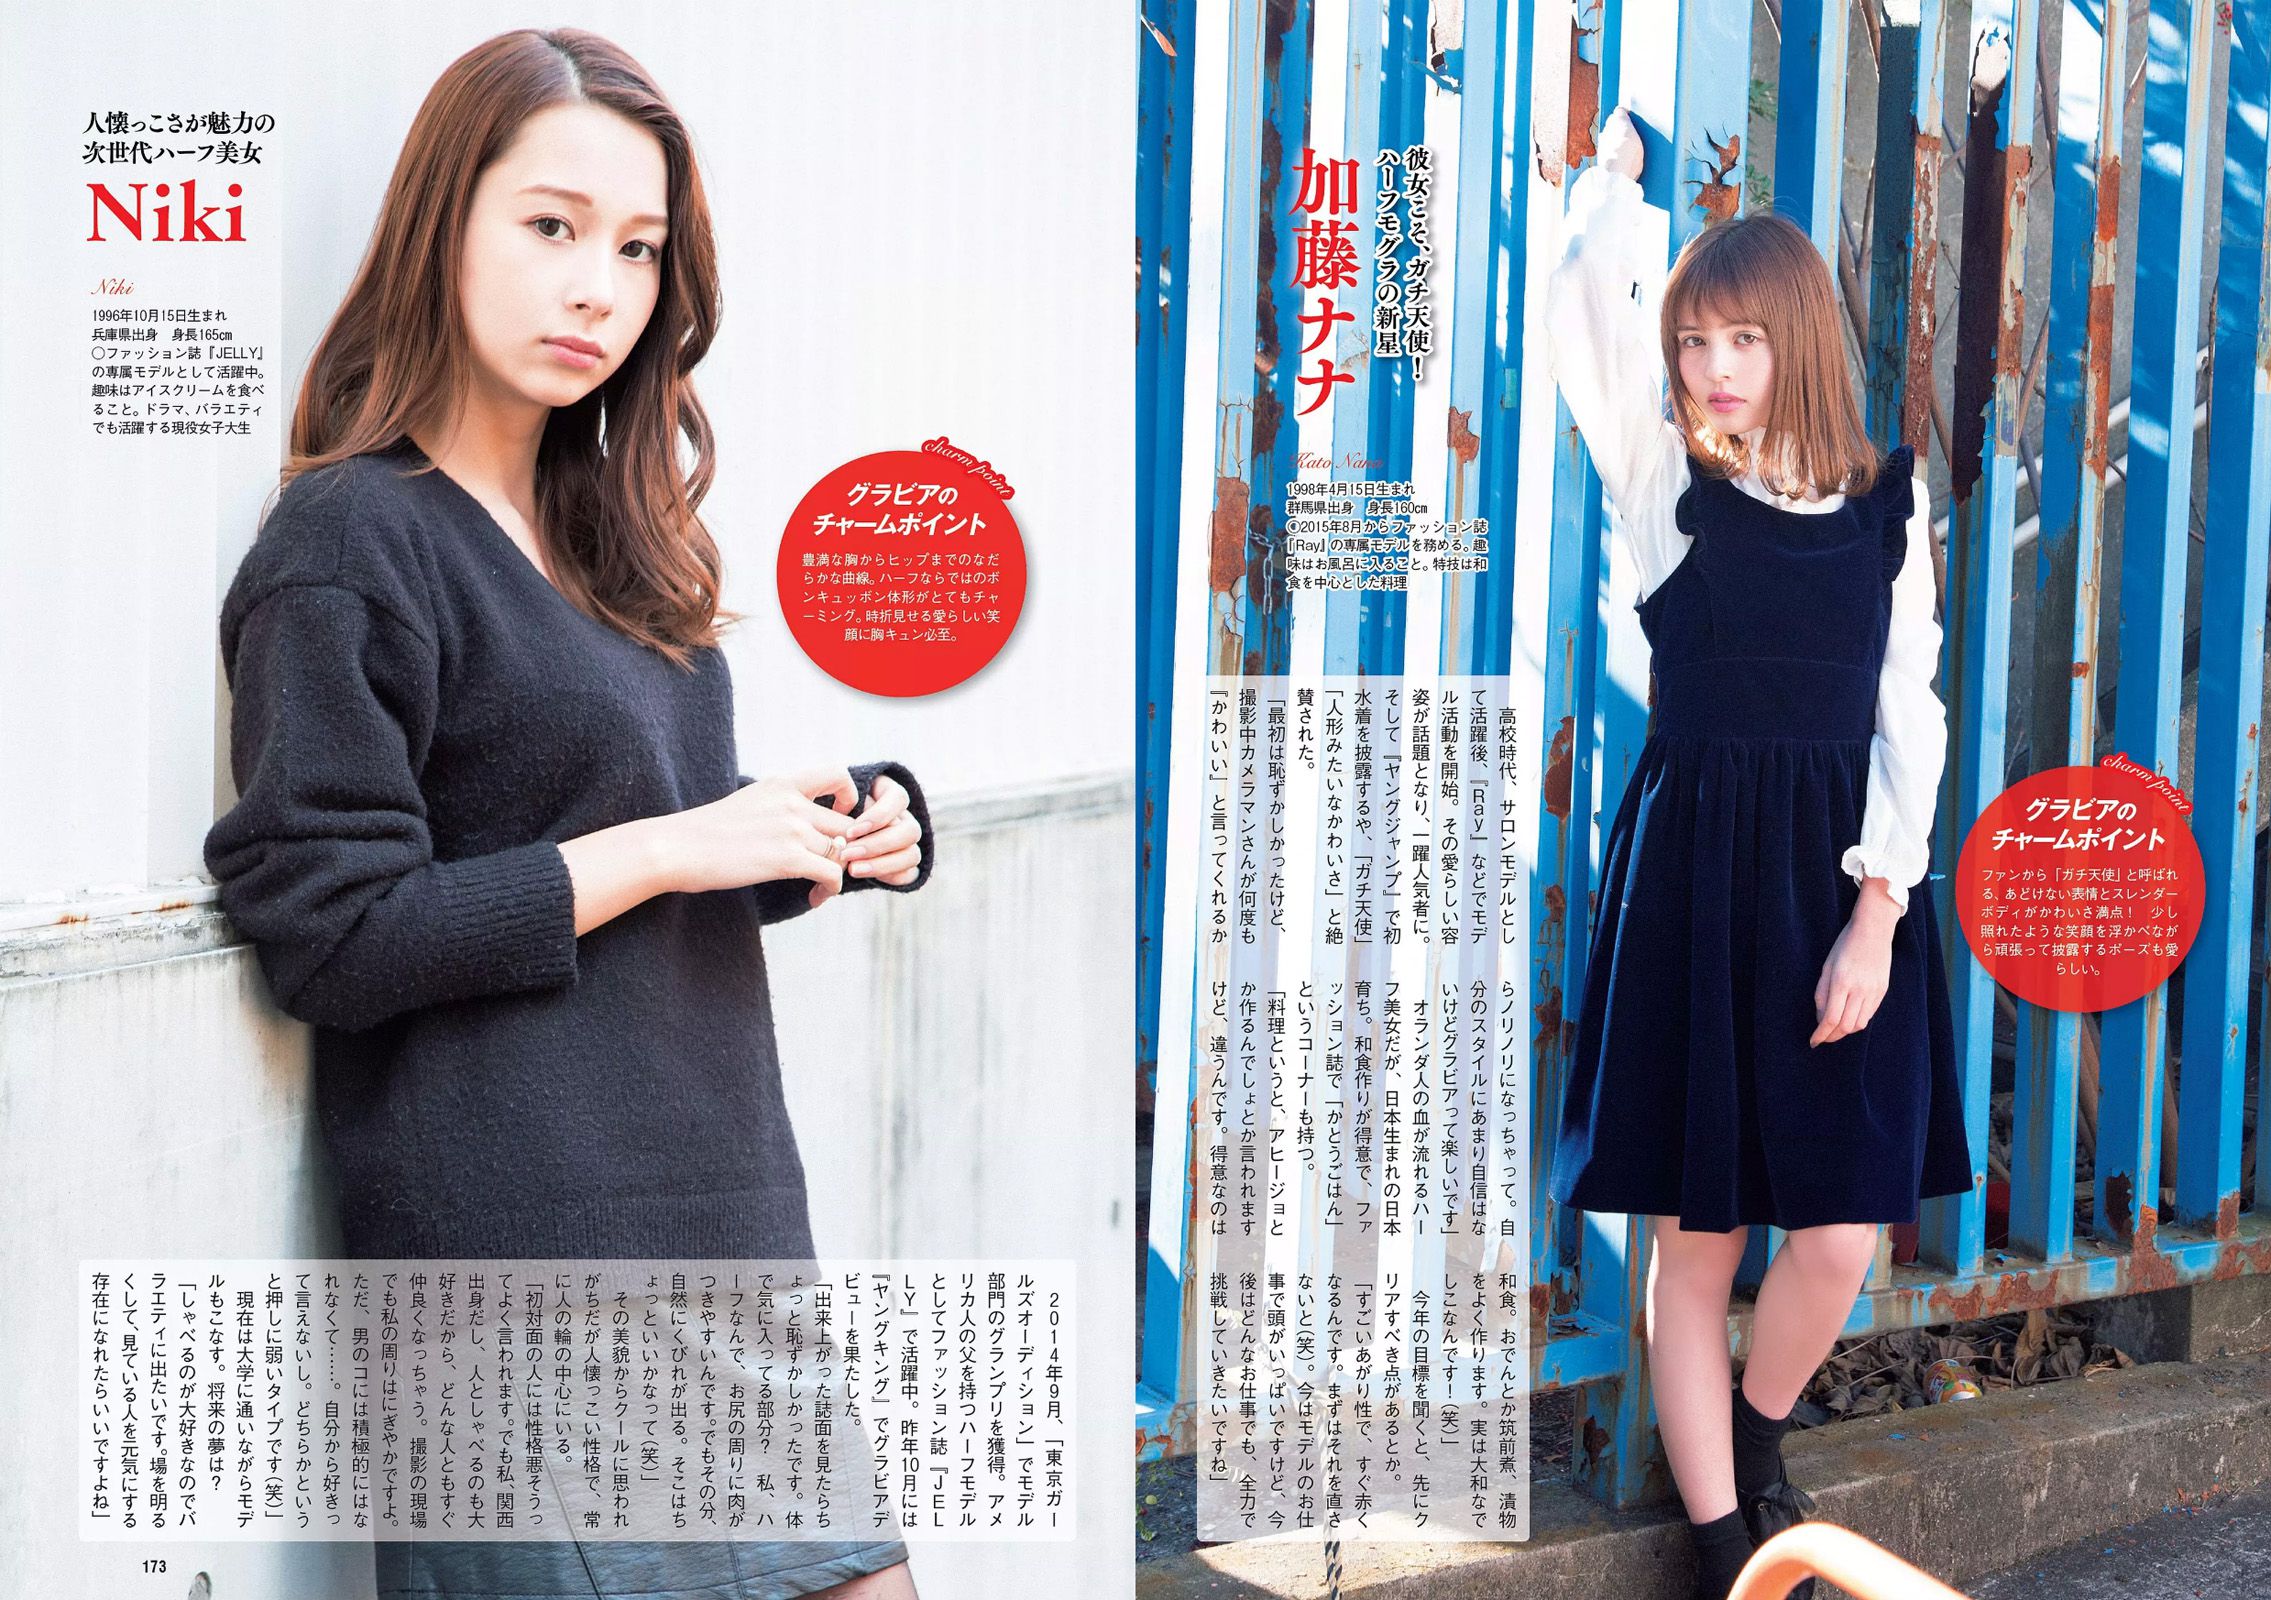 彼女こそ、ガチ天使！
ハーフモグラの新星
加藤ナナ
Kato Nana
1998年4月15日生まれ
群馬県出身　身長160㎝
◯2015年8月からファッション誌
『Ray』の専属モデルを務める。趣
味はお風呂に入ること。特技は和
食を中心とした料理
高校時代、サロンモデルとし
て活躍後、『Ray』などでモデ
ル活動を開始。その愛らしい容
姿が話題となり、一躍人気者に。
そして『ヤングジャンプ』で初
水着を披露するや、「ガチ天使」
「人形みたいなかわいさ」と絶
賛された。
「最初は恥ずかしかったけど、
撮影中カメラマンさんが何度も
『かわいい』と言ってくれるか
らノリノリになっちゃって。自
分のスタイルにあまり自信はな
いけどグラビアって楽しいです」
オランダ人の血が流れるハー
フ美女だが、日本生まれの日本
育ち。和食作りが得意で、ファ
ッション誌で「かとうごはん」
というコーナーも持つ。
「料理というと、アヒージョと
か作るんでしょとか言われます
けど、違うんです。得意なのは
和食。おでんとか筑前煮、漬物
をよく作ります。実は大和なで
しこなんです！（笑）」
今年の目標を聞くと、先にク
リアすべき点があるとか。
「すごいあがり性で、すぐ赤く
なるんです。まずはそれを直さ
ないと（笑）。今はモデルのお仕
事で頭がいっぱいですけど、今
後はどんなお仕事でも、全力で
挑戦していきたいですね」
charm point
グラビアの
チャームポイント
ファンから「ガチ天使」と呼ばれ
る、あどけない表情とスレンダー
ボディがかわいさ満点！　少し
照れたような笑顔を浮かべなが
ら頑張って披露するポーズも愛
らしい。
人懐っこさが魅力の
次世代ハーフ美女
Niki
Niki
1996年10月15日生まれ
兵庫県出身　身長165㎝
◯ファッション誌『JELLY』
の専属モデルとして活躍中。
趣味はアイスクリームを食べ
ること。ドラマ、バラエティ
でも活躍する現役女子大生
charm point
グラビアの
チャームポイント
豊満な胸からヒップまでのなだ
らかな曲線。ハーフならではのボ
ンキュッボン体形がとてもチャ
ーミング。時折見せる愛らしい笑
顔に胸キュン必至。
2014年9月、「東京ガー
ルズオーディション」でモデル
部門のグランプリを獲得。アメ
リカ人の父を持つハーフモデル
としてファッション誌『JEL
LY』で活躍中。昨年10月には
『ヤングキング』でグラビアデ
ビューを果たした。
「出来上がった誌面を見たらち
ょっと恥ずかしかったです。体
で気に入ってる部分？　私、ハ
ーフなんで、お尻の周りに肉が
つきやすいんです。でもその分、
自然にくびれが出る。そこはち
ょっといいかなって（笑）」
その美貌からクールに思われ
がちだが人懐っこい性格で、常
に人の輪の中心にいる。
「初対面の人には性格悪そうっ
てよく言われます。でも私、関西
出身だし、人としゃべるのも大
好きだから、どんな人ともすぐ
仲良くなっちゃう。撮影の現場
でも私の周りはにぎやかですよ。
ただ、男のコには積極的にはな
れなくて……。自分から好きっ
て言えないし。どちらかという
と押しに弱いタイプです（笑）」
現在は大学に通いながらモデ
ルもこなす。将来の夢は？
「しゃべるのが大好きなのでバ
ラエティに出たいです。場を明る
くして、見ている人を元気にする
存在になれたらいいですよね」
173